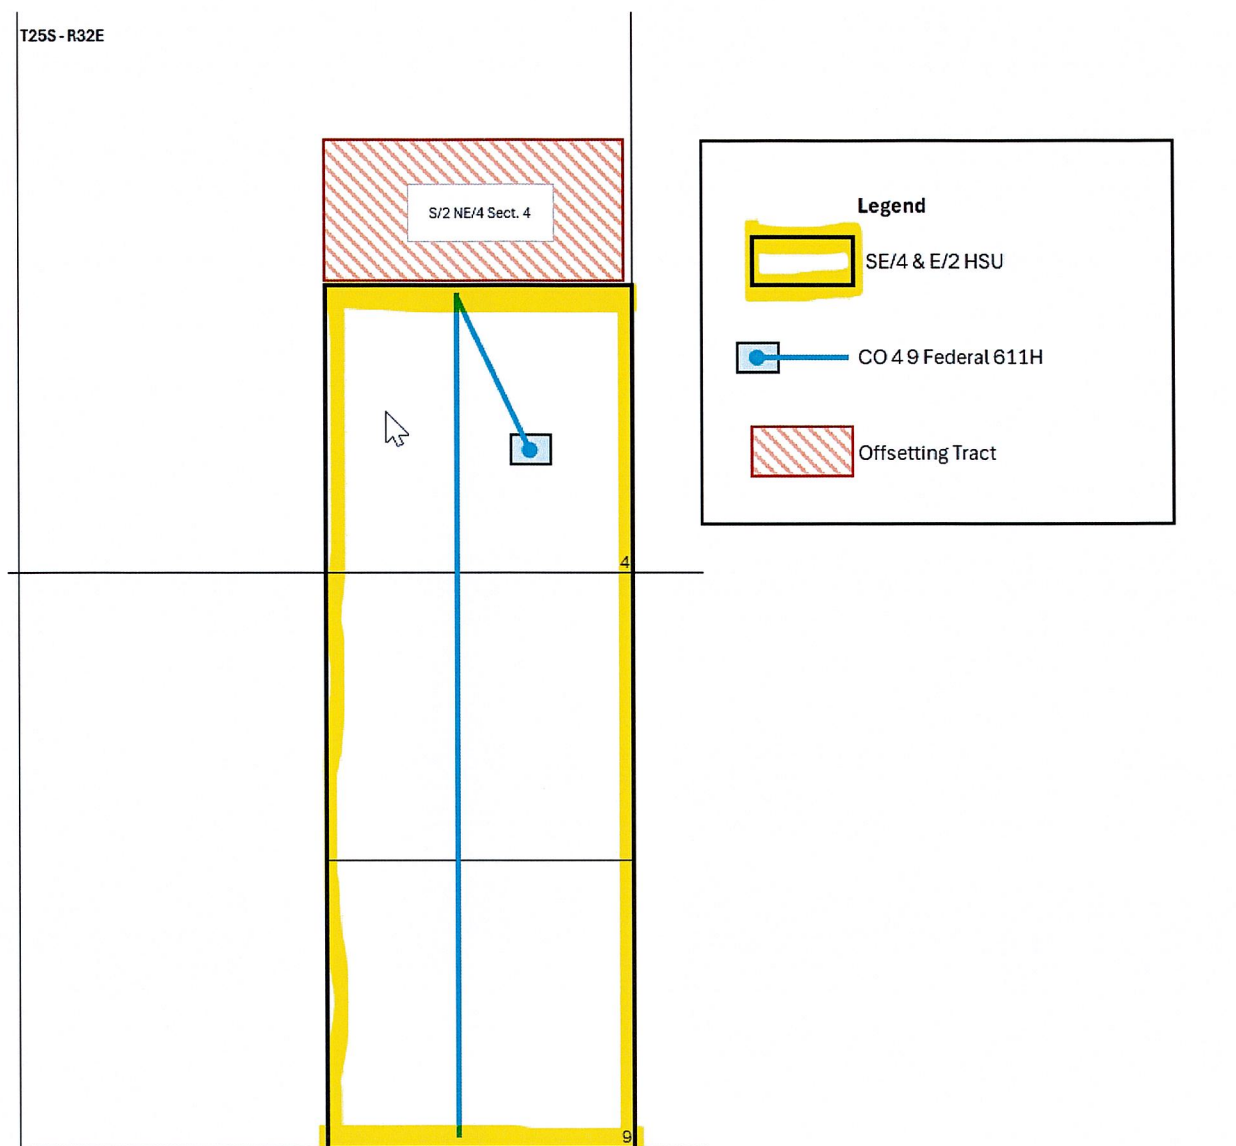 T25S - R32E
S/2 NE/4 Sect. 4
Legend
SE/4 & E/2 HSU
CO 4 9 Federal 611H
Offsetting Tract
4
9